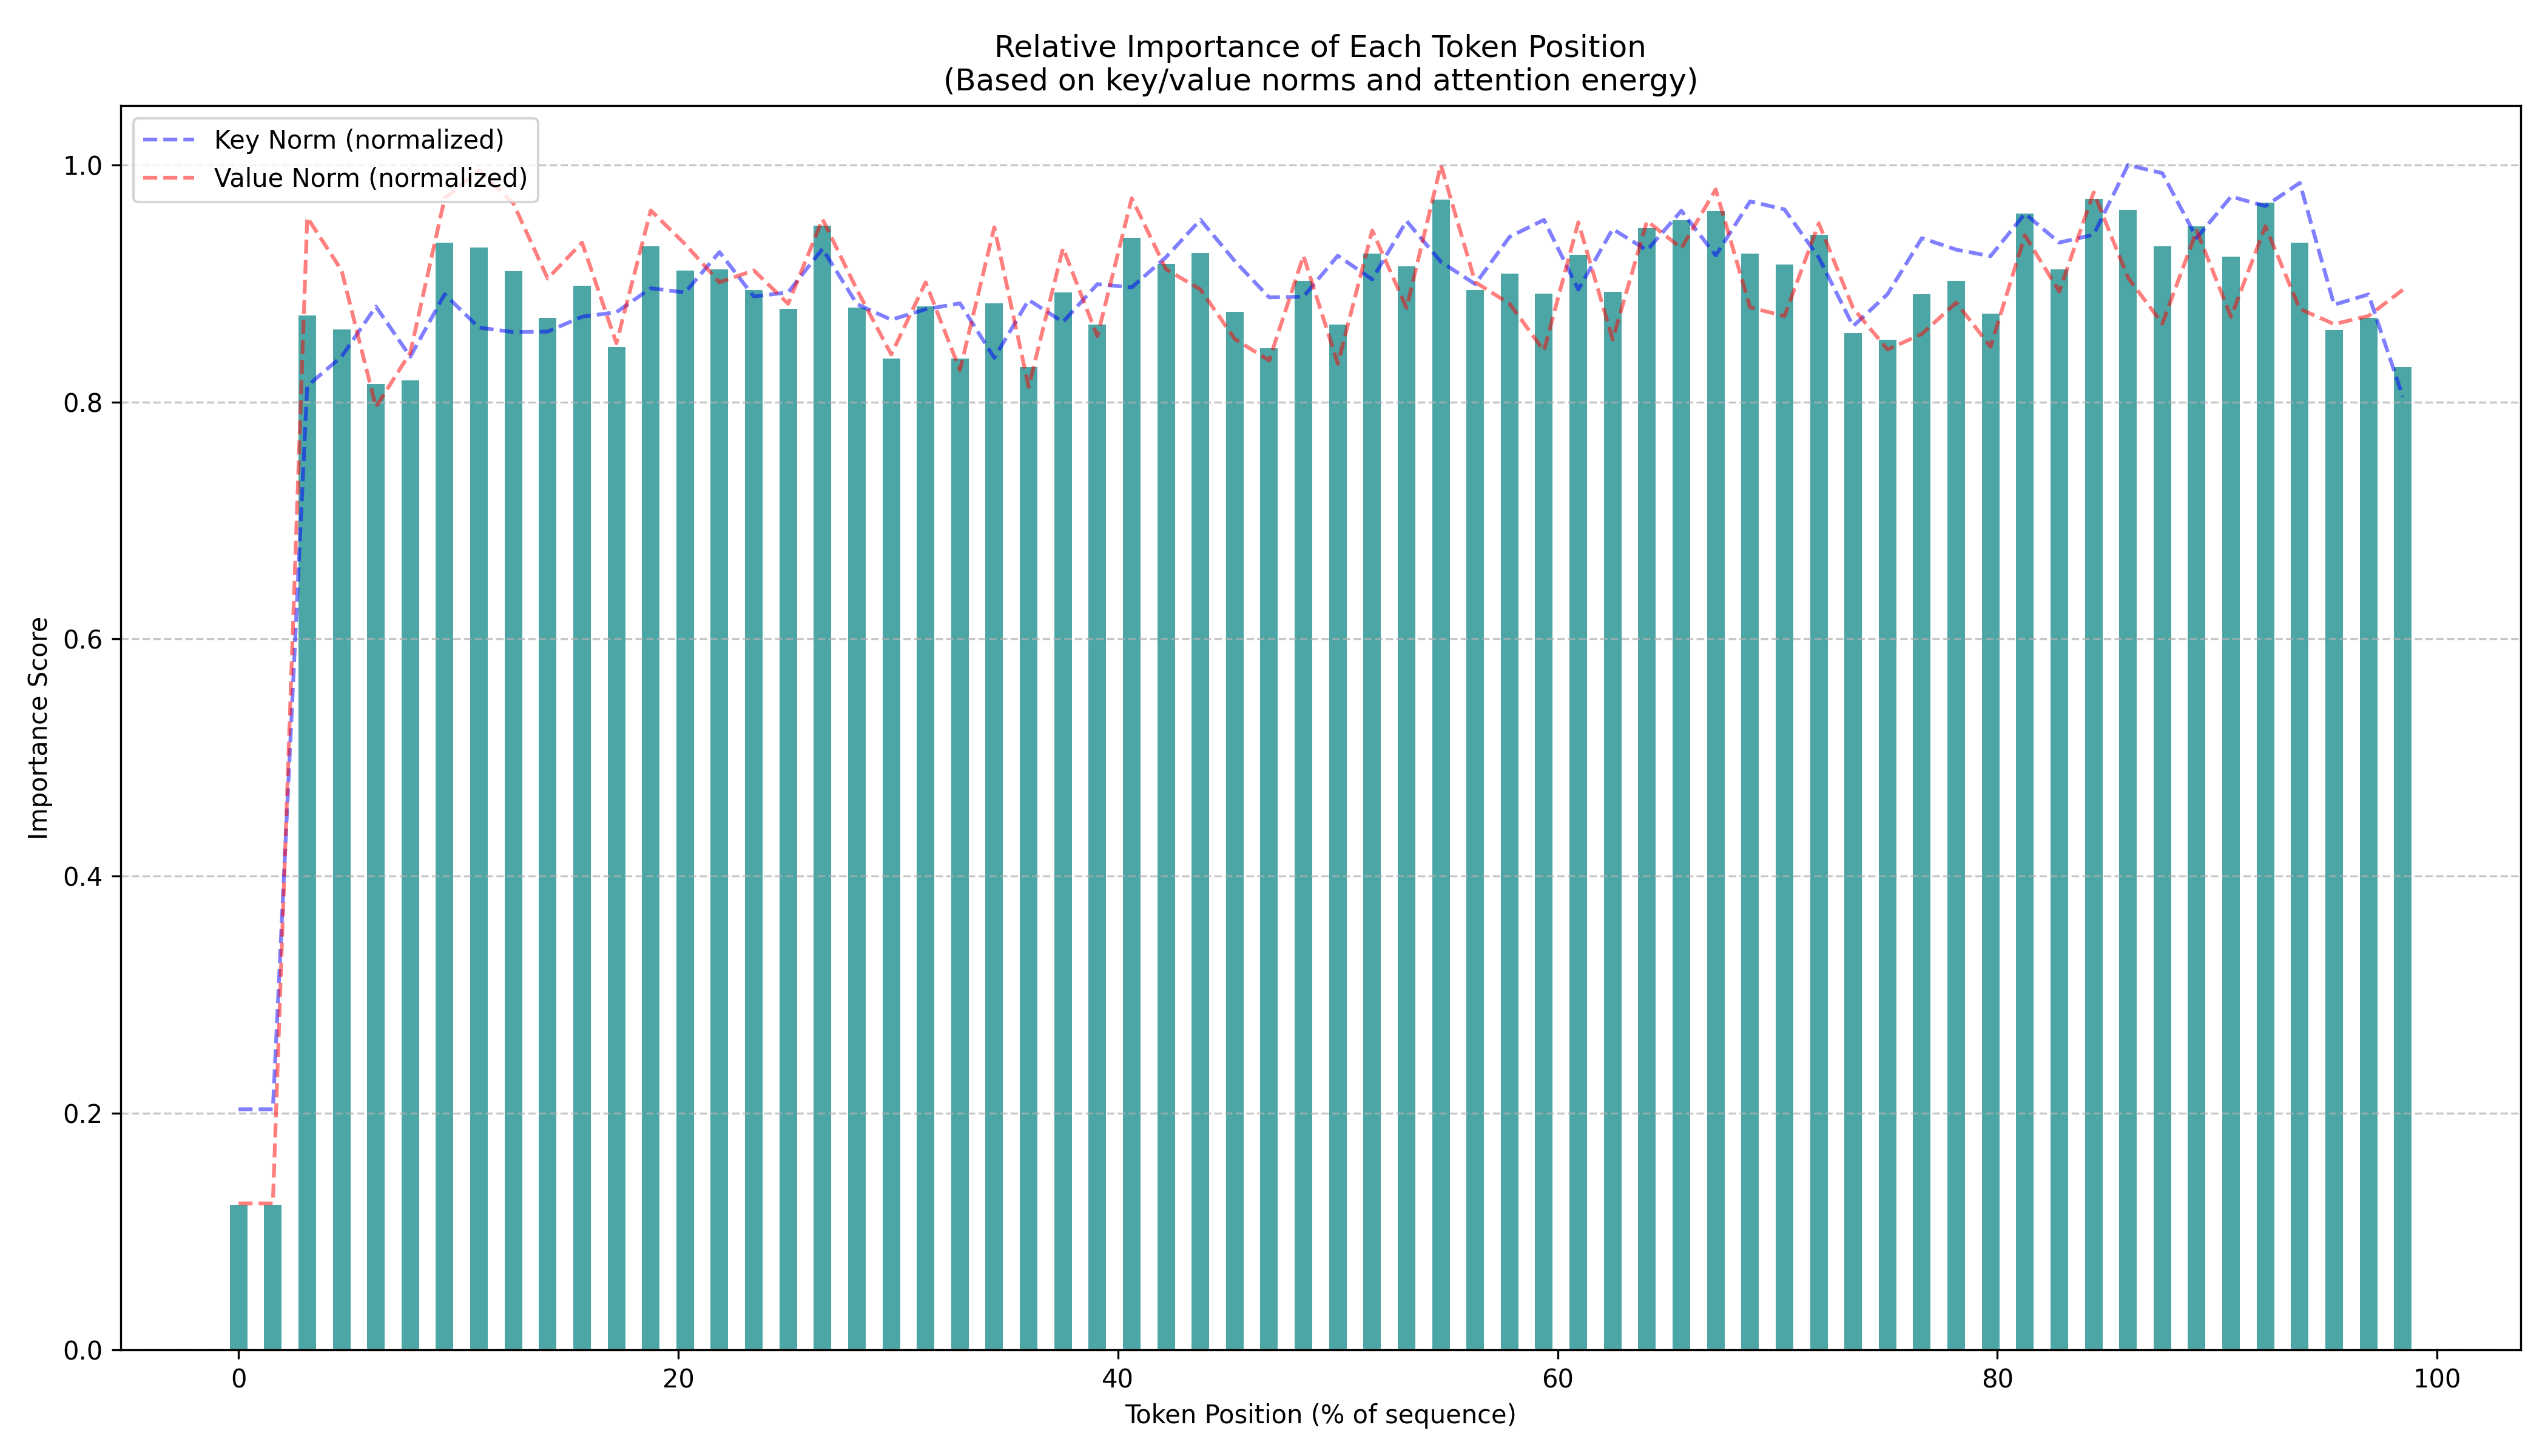 Relative Importance of Each Token Position
(Based on key/value norms and attention energy)
Key Norm (normalized)
Value Norm (normalized)
1.0
0.8
0.6
0.4
0.2
0.0
Importance Score
0 20 40 60 80 100
Token Position (% of sequence)